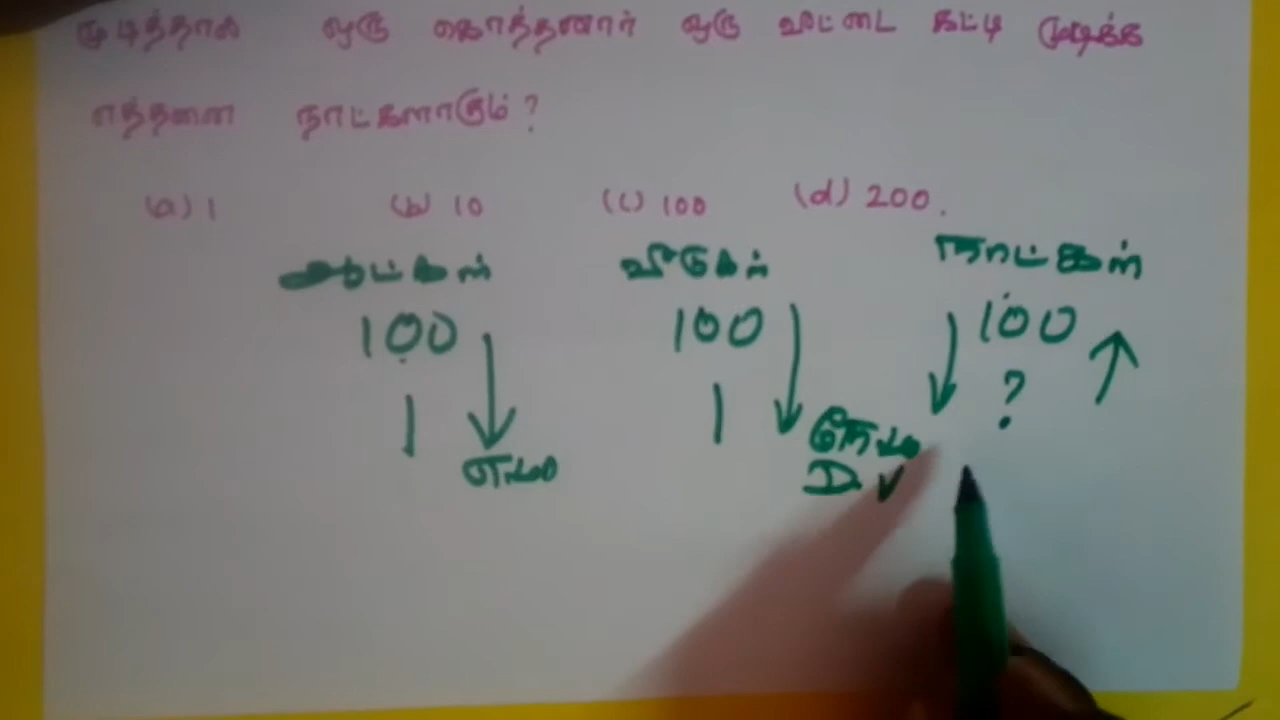 முடித்தால் ஒரு கொத்தனார் ஒரு வீட்டை கட்டி முடிக்க
எத்தனை நாட்களாகும்?
(a) 1 (b) 10 (c) 100 (d) 200.
ஆட்கள் வீடுகள் நாட்கள்
100 100 100
1 1 ?
நேர்
DV